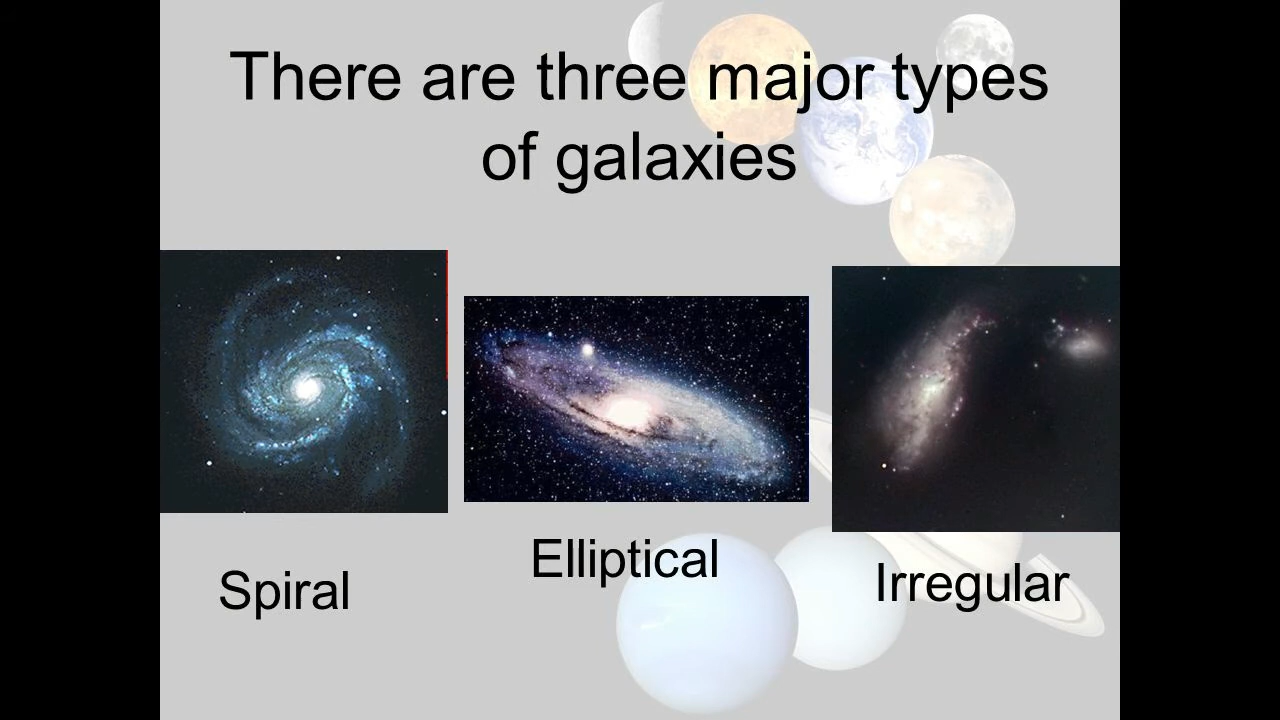 There are three major types
of galaxies
Spiral
Elliptical
Irregular